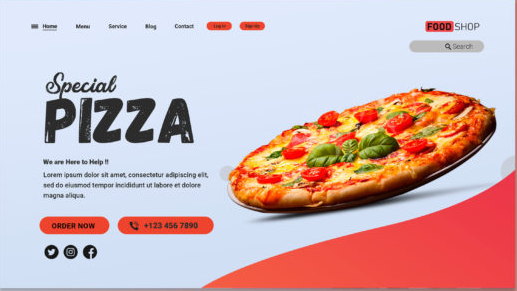 Home Menu Service Blog Contact Log In Sign Up
FOOD SHOP
Search
Special
PIZZA
We are Here to Help !!
Lorem ipsum dolor sit amet, consectetur adipiscing elit,
sed do eiusmod tempor incididunt ut labore et dolore
magna aliqua.
ORDER NOW +123 456 7890